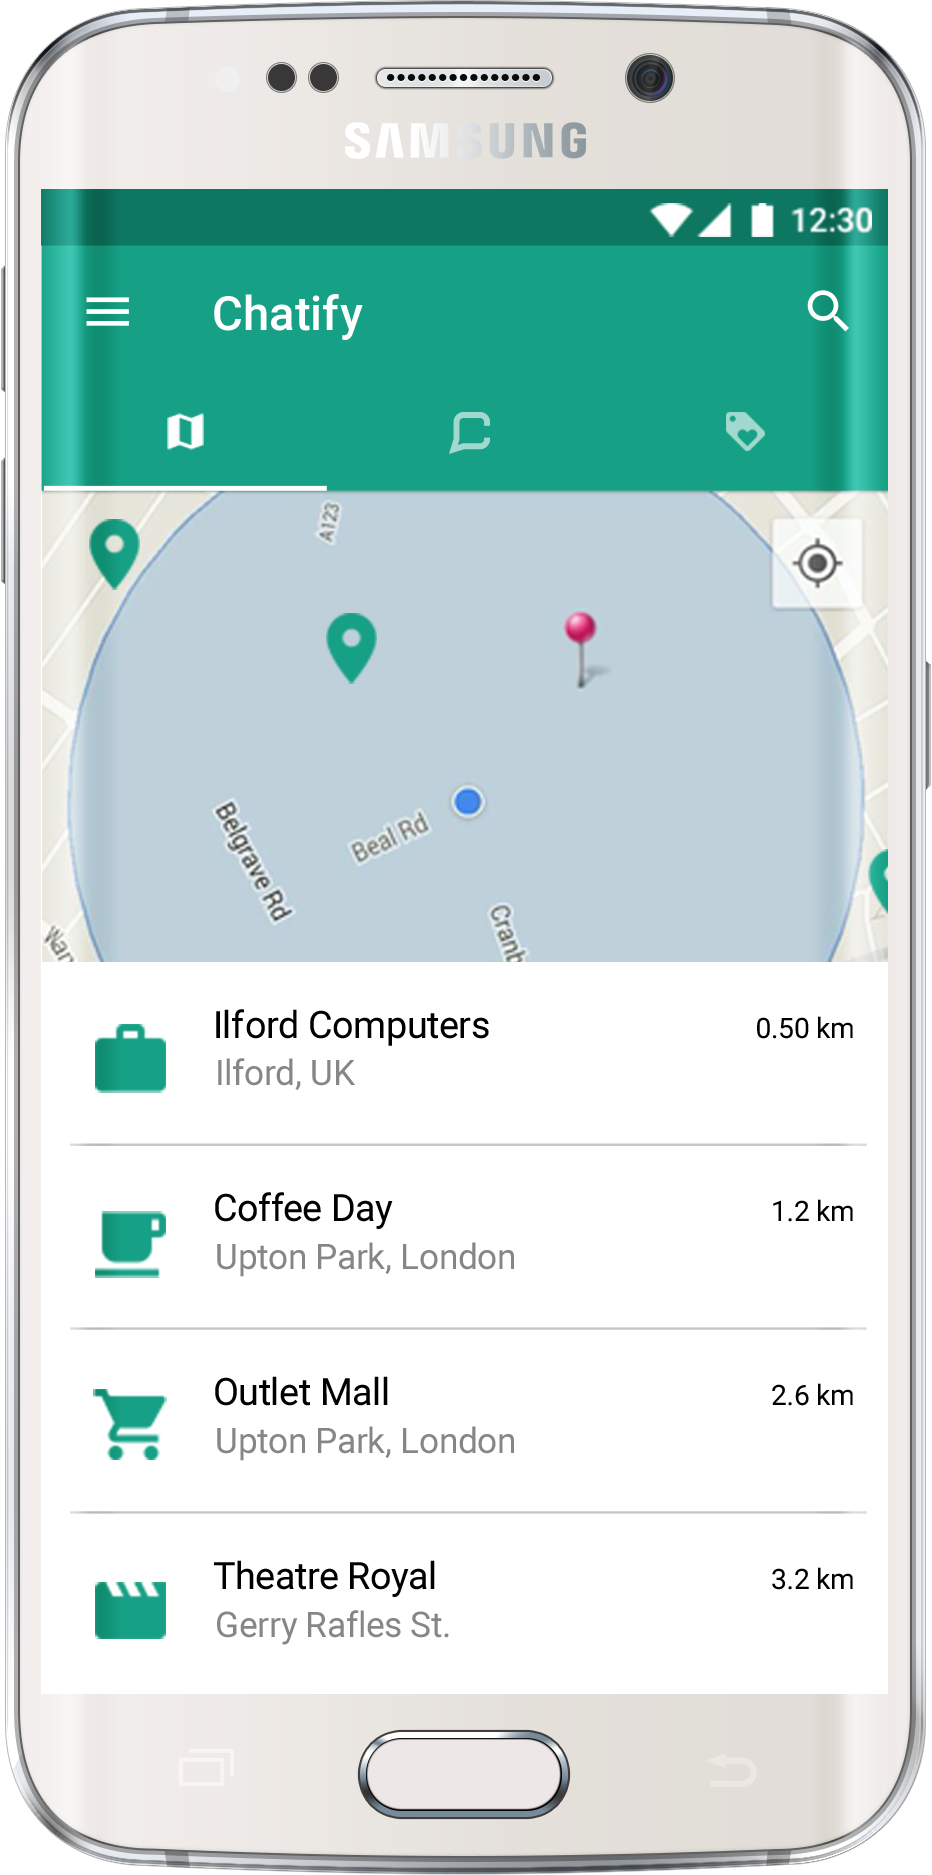 SAMSUNG
12:30
Chatify
A123
Belgrave Rd
Beal Rd
Cranb
Ilford Computers
0.50 km
Ilford, UK
Coffee Day
1.2 km
Upton Park, London
Outlet Mall
2.6 km
Upton Park, London
Theatre Royal
3.2 km
Gerry Rafles St.